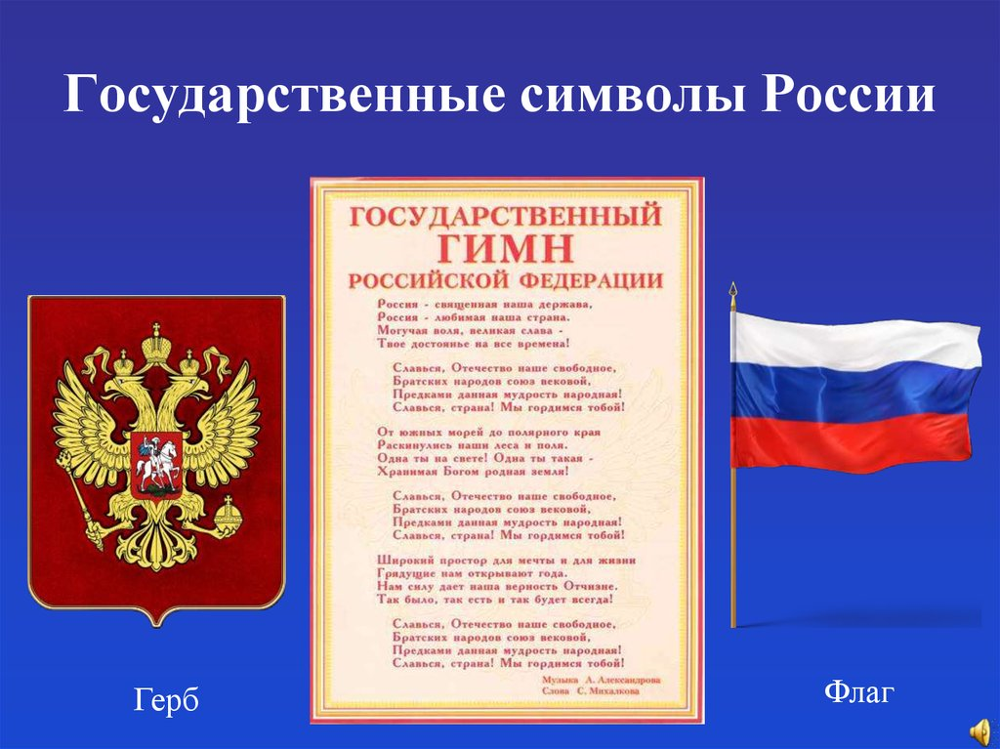 Государственные символы России
ГОСУДАРСТВЕННЫЙ
ГИМН
РОССИЙСКОЙ ФЕДЕРАЦИИ
Россия - священная наша держава,
Россия - любимая наша страна.
Могучая воля, великая слава -
Твое достоянье на все времена!
Славься, Отечество наше свободное,
Братских народов союз вековой,
Предками данная мудрость народная!
Славься, страна! Мы гордимся тобой!
От южных морей до полярного края
Раскинулись наши леса и поля.
Одна ты на свете! Одна ты такая -
Хранимая Богом родная земля!
Славься, Отечество наше свободное,
Братских народов союз вековой,
Предками данная мудрость народная!
Славься, страна! Мы гордимся тобой!
Широкий простор для мечты и для жизни
Грядущие нам открывают года.
Нам силу дает наша верность Отчизне.
Так было, так есть и так будет всегда!
Славься, Отечество наше свободное,
Братских народов союз вековой,
Предками данная мудрость народная!
Славься, страна! Мы гордимся тобой!
Музыка А. Александрова
Слова С. Михалкова
Герб
Флаг